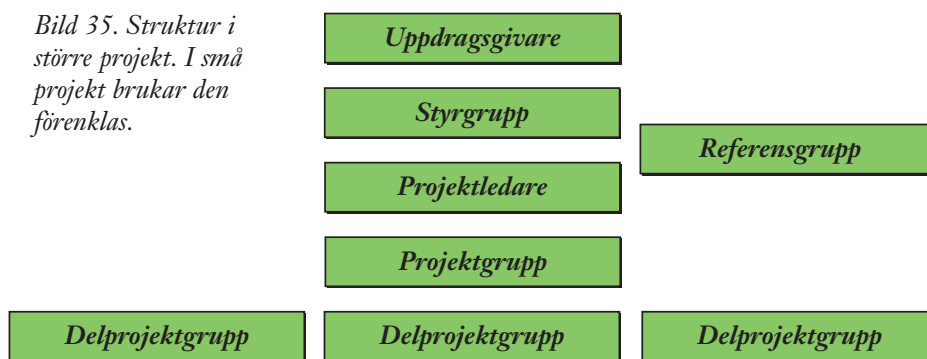 Bild 35. Struktur i
större projekt. I små
projekt brukar den
förenklas.
Uppdragsgivare
Styrgrupp
Referensgrupp
Projektledare
Projektgrupp
Delprojektgrupp
Delprojektgrupp
Delprojektgrupp